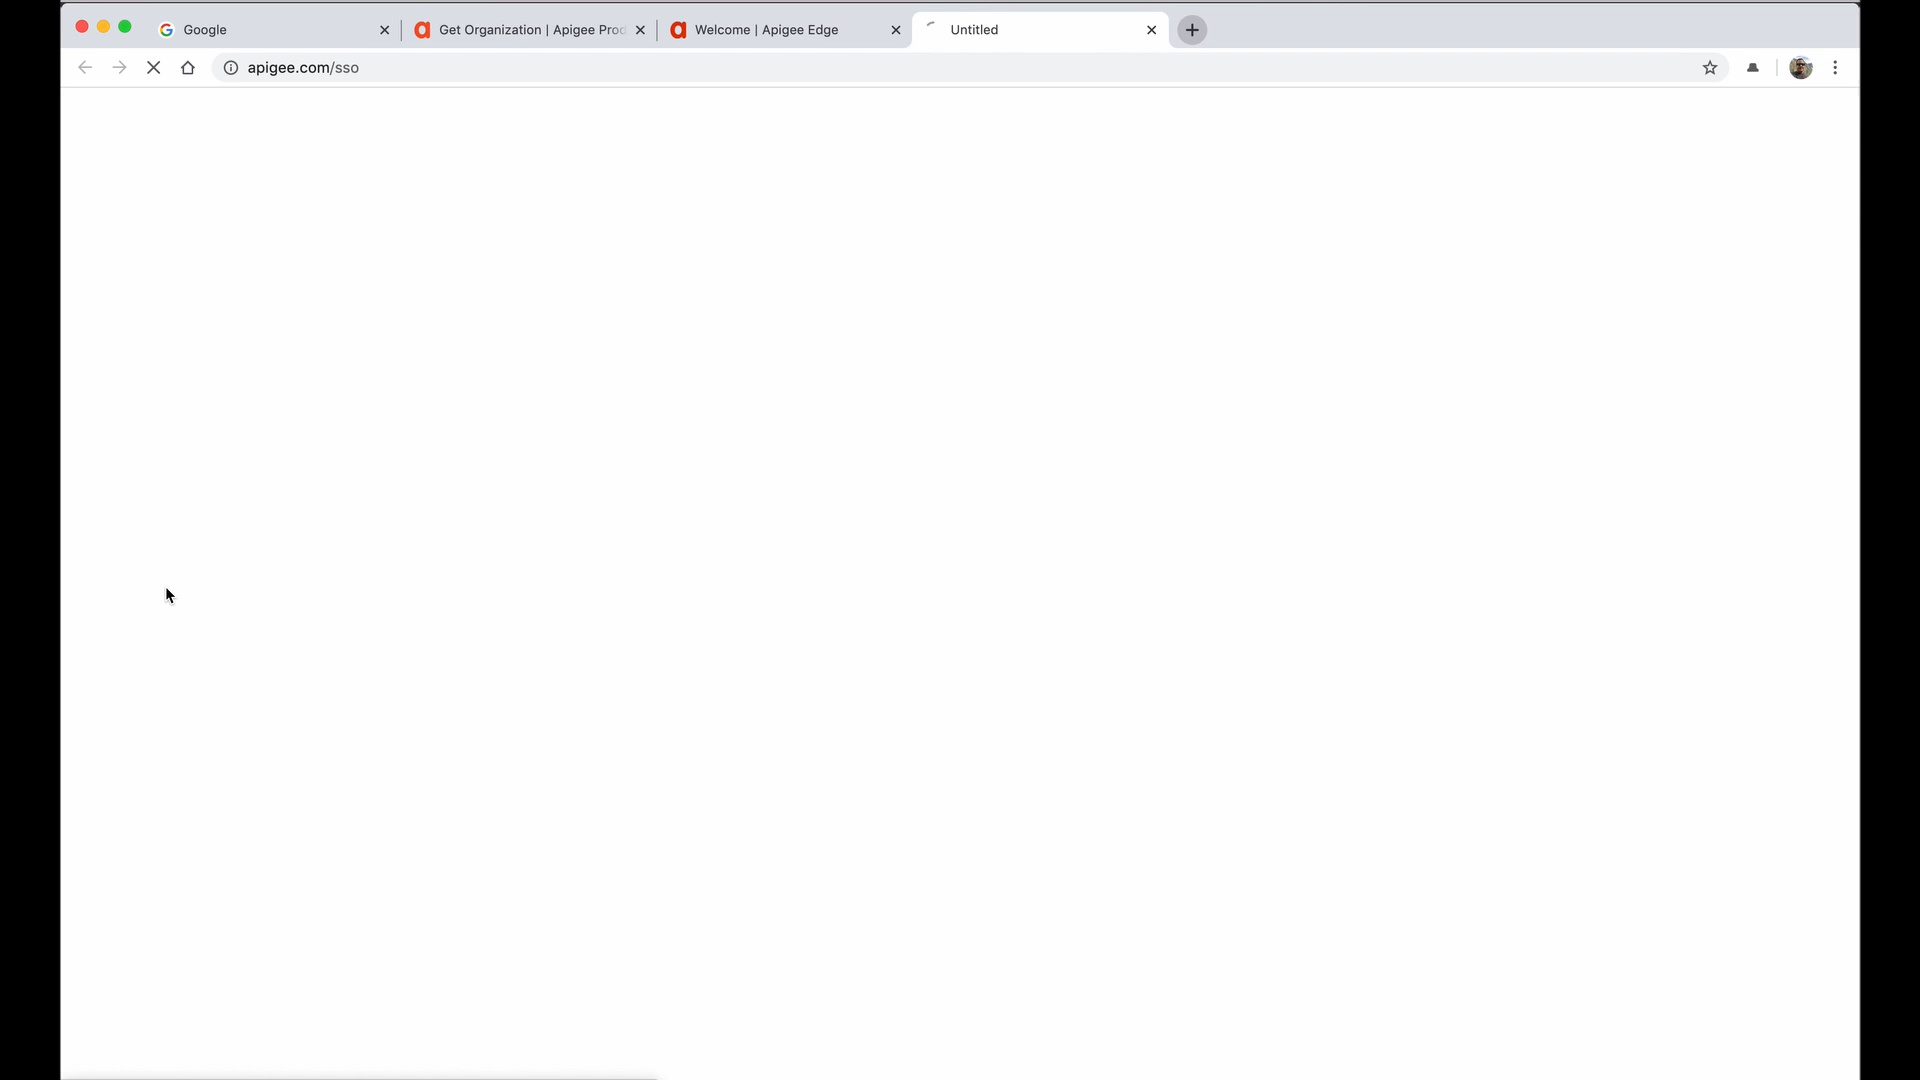 Google
Get Organization | Apigee Prod
Welcome | Apigee Edge
Untitled
apigee.com/sso